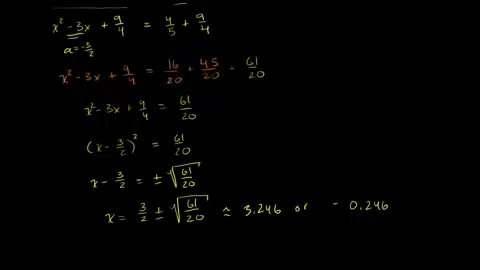 x² - 3x + 9/4 = 4/5 + 9/4
a = -3/2
x² - 3x + 9/4 = 16/20 + 45/20 = 61/20
x² - 3x + 9/4 = 61/20
(x - 3/2)² = 61/20
x - 3/2 = ±√61/20
x = 3/2 ± √61/20 ≈ 3.246 or - 0.246